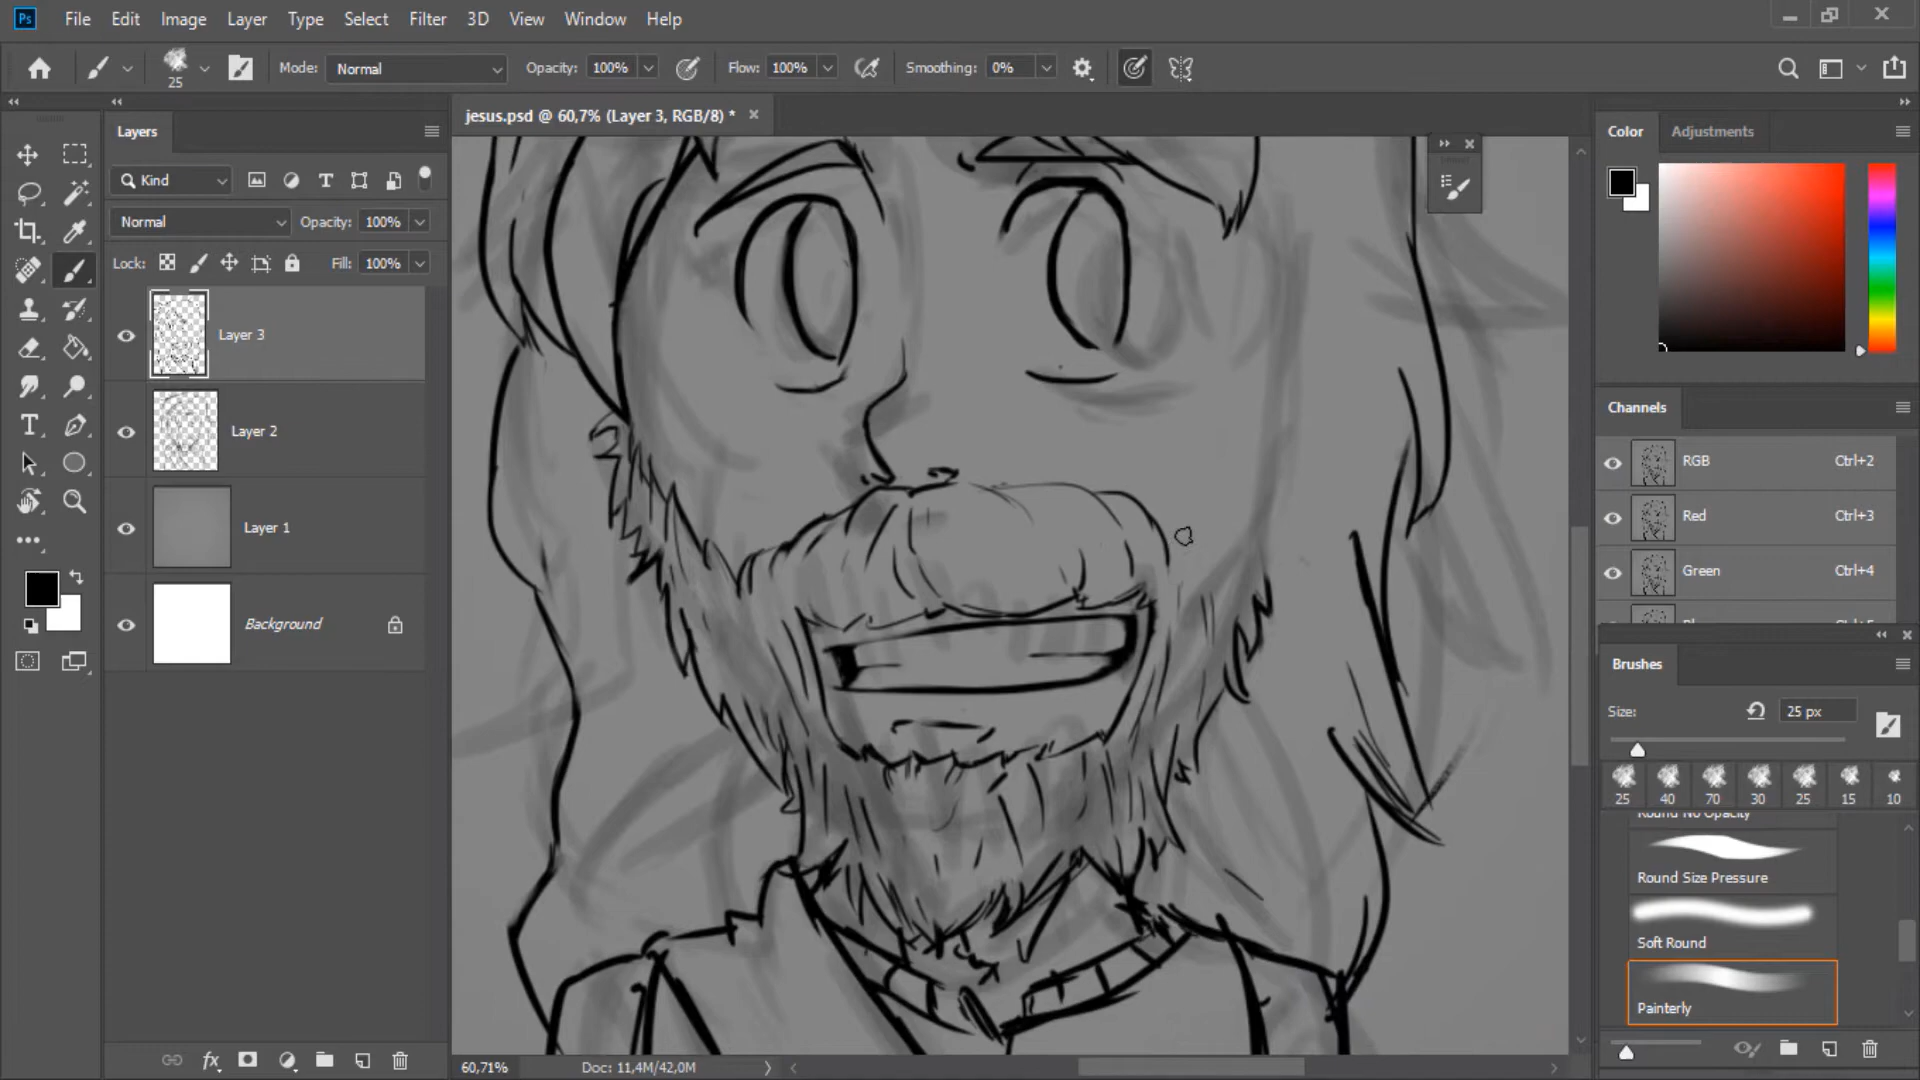 Ps File Edit Image Layer Type Select Filter 3D View Window Help
25 Mode: Normal Opacity: 100% Flow: 100% Smoothing: 0%
Layers
Kind
Normal Opacity: 100%
Lock: Fill: 100%
Layer 3
Layer 2
Layer 1
Background
fx
T
jesus.psd @ 60,7% (Layer 3, RGB/8) *
60,71% Doc: 11,4M/42,0M
Color Adjustments
Channels
RGB Ctrl+2
Red Ctrl+3
Green Ctrl+4
Brushes
Size: 25 px
25 40 70 30 25 15 10
Round No Opacity
Round Size Pressure
Soft Round
Painterly